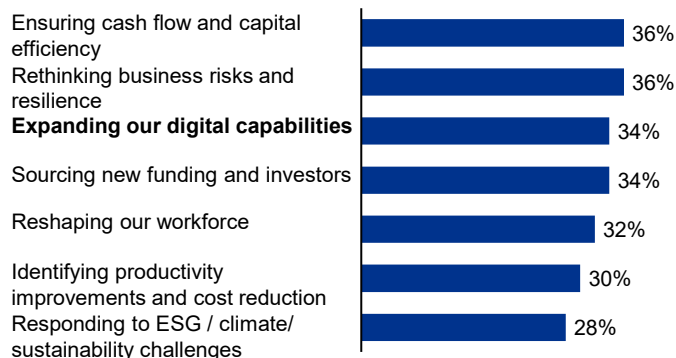 Ensuring cash flow and capital
efficiency
36%
Rethinking business risks and
resilience
36%
Expanding our digital capabilities
34%
Sourcing new funding and investors
34%
Reshaping our workforce
32%
Identifying productivity
improvements and cost reduction
30%
Responding to ESG / climate/
sustainability challenges
28%